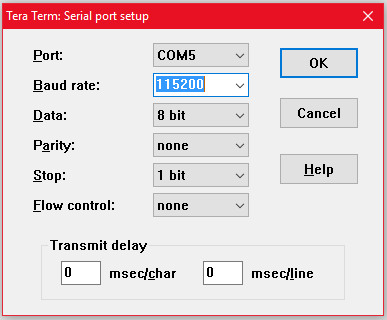 Tera Term: Serial port setup
Port: COM5 OK
Baud rate: 115200
Data: 8 bit Cancel
Parity: none
Stop: 1 bit Help
Flow control: none
Transmit delay
0 msec/char 0 msec/line